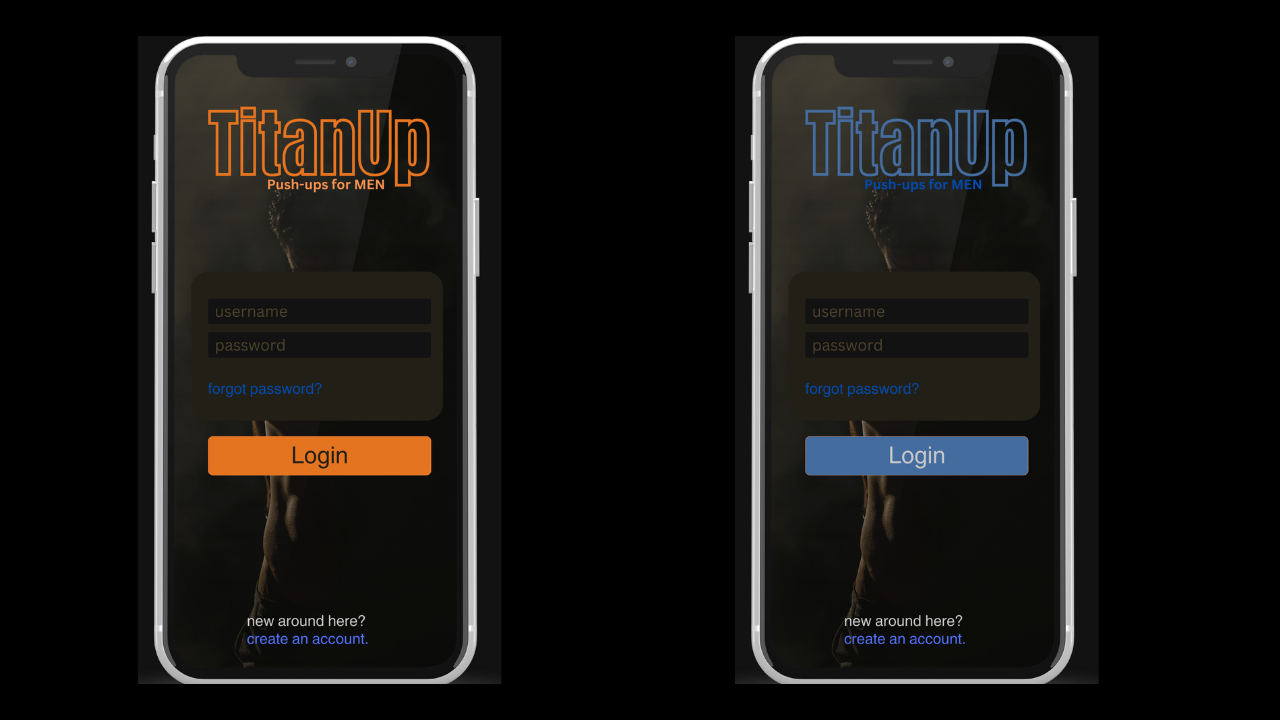 TitanUp
Push-ups for MEN
username
password
forgot password?
Login
new around here?
create an account.
TitanUp
Push-ups for MEN
username
password
forgot password?
Login
new around here?
create an account.